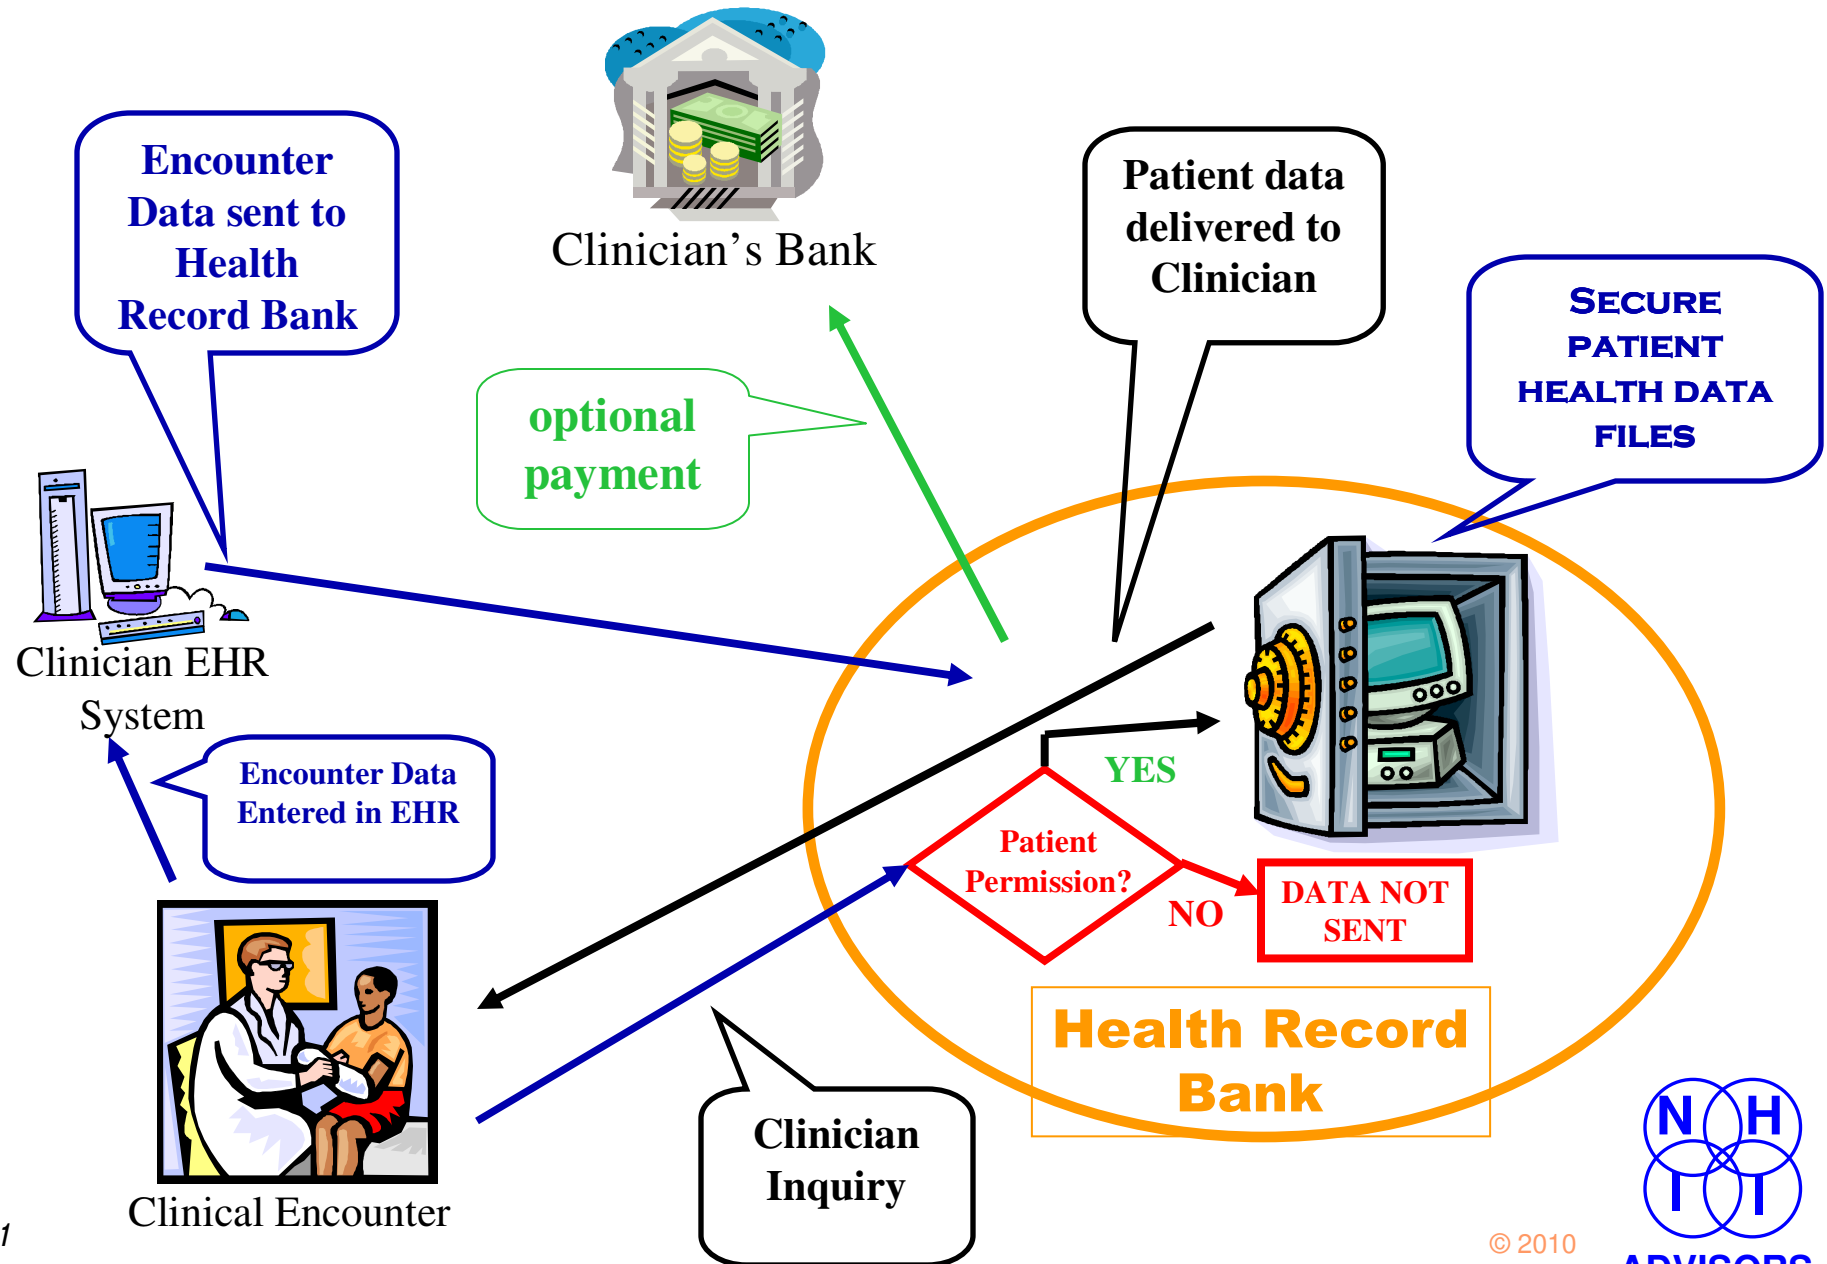 Encounter
Data sent to
Health
Record Bank
Clinician's Bank
Patient data
delivered to
Clinician
SECURE
PATIENT
HEALTH DATA
FILES
optional
payment
Clinician EHR
System
Encounter Data
Entered in EHR
YES
Patient
Permission?
NO
DATA NOT
SENT
Health Record
Bank
Clinician
Inquiry
Clinical Encounter
1
© 2010
N H
I I
ADVISORS